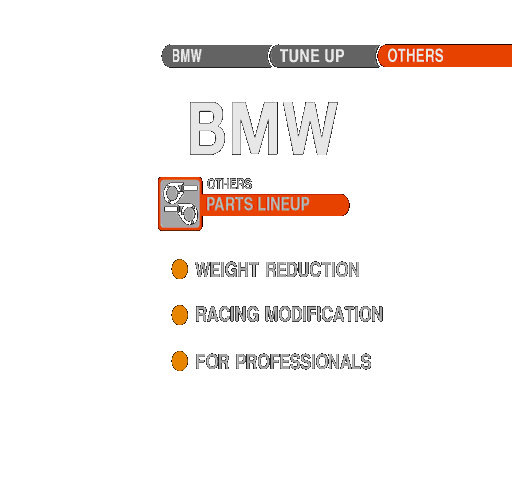 BMW TUNE UP OTHERS
BMW
OTHERS
PARTS LINEUP
WEIGHT REDUCTION
RACING MODIFICATION
FOR PROFESSIONALS